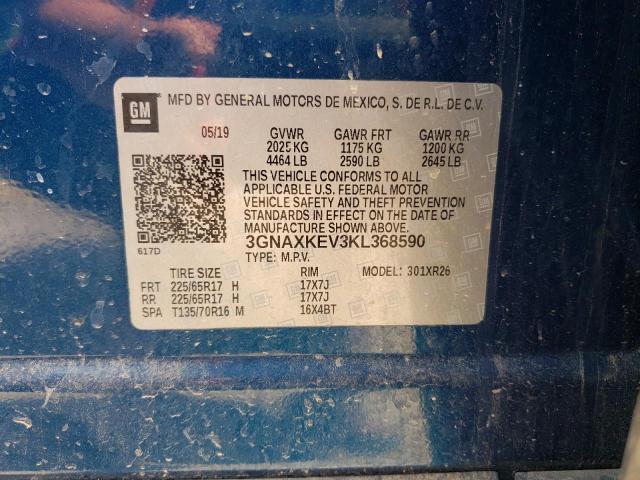 GM
MFD BY GENERAL MOTORS DE MEXICO, S. DE R.L. DE C.V.
05/19 GVWR GAWR FRT GAWR RR
2025 KG 1175 KG 1200 KG
4464 LB 2590 LB 2645 LB
THIS VEHICLE CONFORMS TO ALL
APPLICABLE U.S. FEDERAL MOTOR
VEHICLE SAFETY AND THEFT PREVENTION
STANDARDS IN EFFECT ON THE DATE OF
MANUFACTURE SHOWN ABOVE.
617D 3GNAXKEV3KL368590
TYPE: M.P.V.
TIRE SIZE RIM MODEL: 301XR26
FRT 225/65R17 H 17X7J
RR 225/65R17 H 17X7J
SPA T135/70R16 M 16X4BT